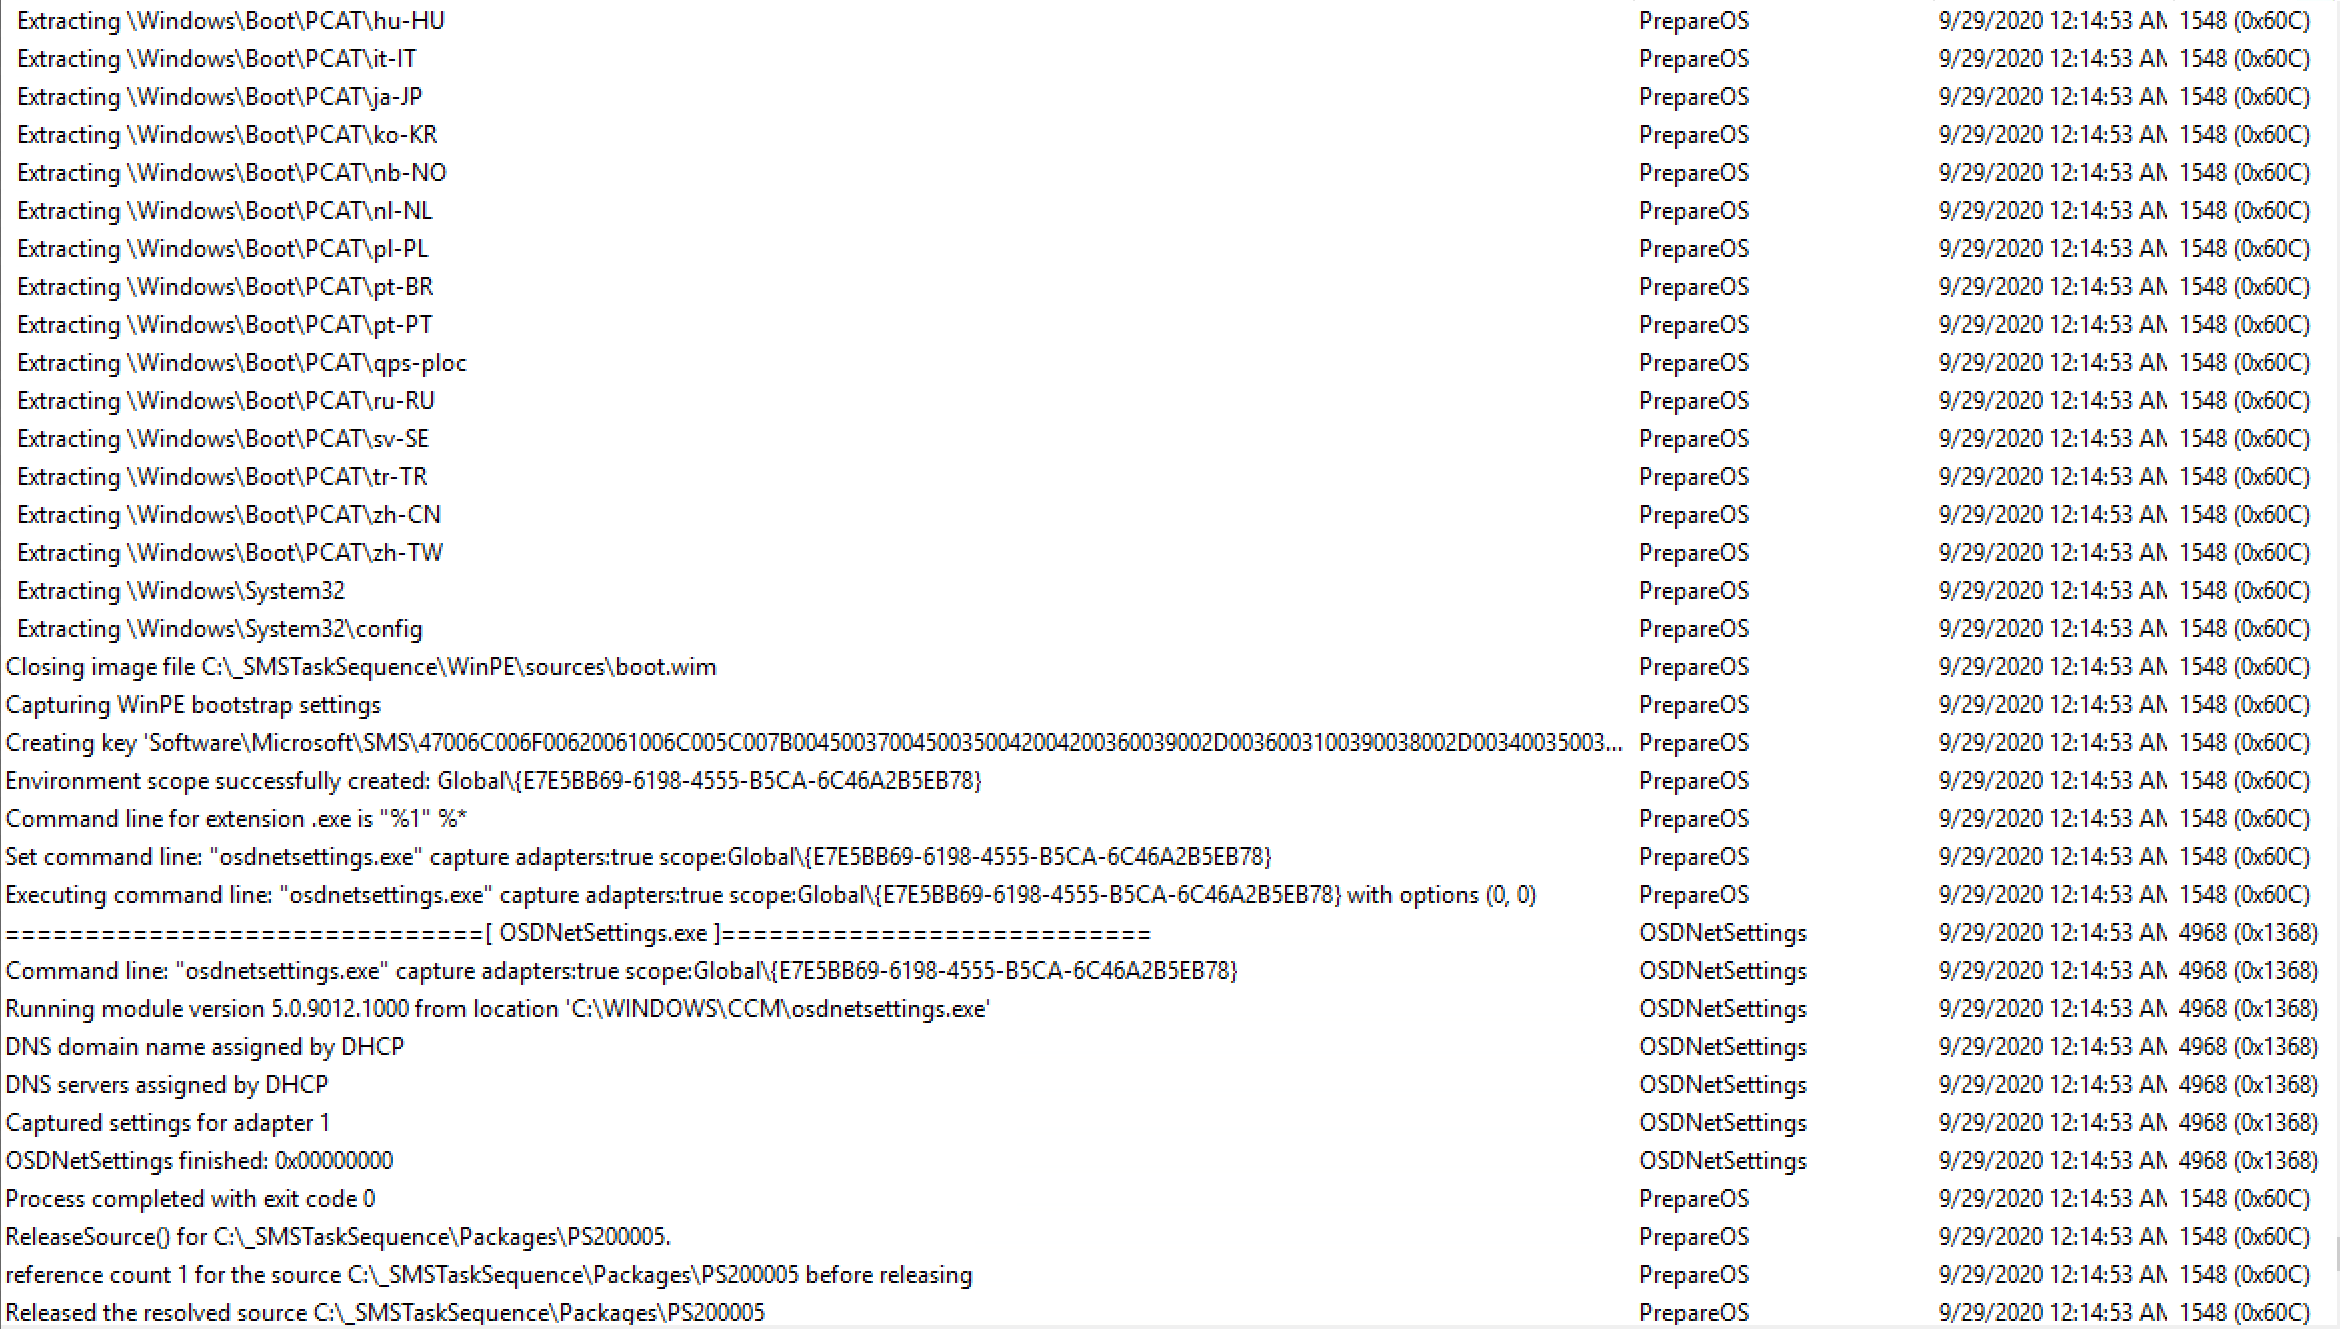 Extracting \Windows\Boot\PCAT\hu-HU PrepareOS 9/29/2020 12:14:53 AM 1548 (0x60C)
Extracting \Windows\Boot\PCAT\it-IT PrepareOS 9/29/2020 12:14:53 AM 1548 (0x60C)
Extracting \Windows\Boot\PCAT\ja-JP PrepareOS 9/29/2020 12:14:53 AM 1548 (0x60C)
Extracting \Windows\Boot\PCAT\ko-KR PrepareOS 9/29/2020 12:14:53 AM 1548 (0x60C)
Extracting \Windows\Boot\PCAT\nb-NO PrepareOS 9/29/2020 12:14:53 AM 1548 (0x60C)
Extracting \Windows\Boot\PCAT\nl-NL PrepareOS 9/29/2020 12:14:53 AM 1548 (0x60C)
Extracting \Windows\Boot\PCAT\pl-PL PrepareOS 9/29/2020 12:14:53 AM 1548 (0x60C)
Extracting \Windows\Boot\PCAT\pt-BR PrepareOS 9/29/2020 12:14:53 AM 1548 (0x60C)
Extracting \Windows\Boot\PCAT\pt-PT PrepareOS 9/29/2020 12:14:53 AM 1548 (0x60C)
Extracting \Windows\Boot\PCAT\qps-ploc PrepareOS 9/29/2020 12:14:53 AM 1548 (0x60C)
Extracting \Windows\Boot\PCAT\ru-RU PrepareOS 9/29/2020 12:14:53 AM 1548 (0x60C)
Extracting \Windows\Boot\PCAT\sv-SE PrepareOS 9/29/2020 12:14:53 AM 1548 (0x60C)
Extracting \Windows\Boot\PCAT\tr-TR PrepareOS 9/29/2020 12:14:53 AM 1548 (0x60C)
Extracting \Windows\Boot\PCAT\zh-CN PrepareOS 9/29/2020 12:14:53 AM 1548 (0x60C)
Extracting \Windows\Boot\PCAT\zh-TW PrepareOS 9/29/2020 12:14:53 AM 1548 (0x60C)
Extracting \Windows\System32 PrepareOS 9/29/2020 12:14:53 AM 1548 (0x60C)
Extracting \Windows\System32\config PrepareOS 9/29/2020 12:14:53 AM 1548 (0x60C)
Closing image file C:\_SMSTaskSequence\WinPE\sources\boot.wim PrepareOS 9/29/2020 12:14:53 AM 1548 (0x60C)
Capturing WinPE bootstrap settings PrepareOS 9/29/2020 12:14:53 AM 1548 (0x60C)
Creating key 'Software\Microsoft\SMS\47006C006F00620061006C005C007B00450037004500350042004200360039002D0036003100390038002D00340035003... PrepareOS 9/29/2020 12:14:53 AM 1548 (0x60C)
Environment scope successfully created: Global\{E7E5BB69-6198-4555-B5CA-6C46A2B5EB78} PrepareOS 9/29/2020 12:14:53 AM 1548 (0x60C)
Command line for extension .exe is "%1" %* PrepareOS 9/29/2020 12:14:53 AM 1548 (0x60C)
Set command line: "osdnetsettings.exe" capture adapters:true scope:Global\{E7E5BB69-6198-4555-B5CA-6C46A2B5EB78} PrepareOS 9/29/2020 12:14:53 AM 1548 (0x60C)
Executing command line: "osdnetsettings.exe" capture adapters:true scope:Global\{E7E5BB69-6198-4555-B5CA-6C46A2B5EB78} with options (0, 0) PrepareOS 9/29/2020 12:14:53 AM 1548 (0x60C)
==============================[ OSDNetSettings.exe ]=========================== OSDNetSettings 9/29/2020 12:14:53 AM 4968 (0x1368)
Command line: "osdnetsettings.exe" capture adapters:true scope:Global\{E7E5BB69-6198-4555-B5CA-6C46A2B5EB78} OSDNetSettings 9/29/2020 12:14:53 AM 4968 (0x1368)
Running module version 5.0.9012.1000 from location 'C:\WINDOWS\CCM\osdnetsettings.exe' OSDNetSettings 9/29/2020 12:14:53 AM 4968 (0x1368)
DNS domain name assigned by DHCP OSDNetSettings 9/29/2020 12:14:53 AM 4968 (0x1368)
DNS servers assigned by DHCP OSDNetSettings 9/29/2020 12:14:53 AM 4968 (0x1368)
Captured settings for adapter 1 OSDNetSettings 9/29/2020 12:14:53 AM 4968 (0x1368)
OSDNetSettings finished: 0x00000000 OSDNetSettings 9/29/2020 12:14:53 AM 4968 (0x1368)
Process completed with exit code 0 PrepareOS 9/29/2020 12:14:53 AM 1548 (0x60C)
ReleaseSource() for C:\_SMSTaskSequence\Packages\PS200005. PrepareOS 9/29/2020 12:14:53 AM 1548 (0x60C)
reference count 1 for the source C:\_SMSTaskSequence\Packages\PS200005 before releasing PrepareOS 9/29/2020 12:14:53 AM 1548 (0x60C)
Released the resolved source C:\_SMSTaskSequence\Packages\PS200005 PrepareOS 9/29/2020 12:14:53 AM 1548 (0x60C)